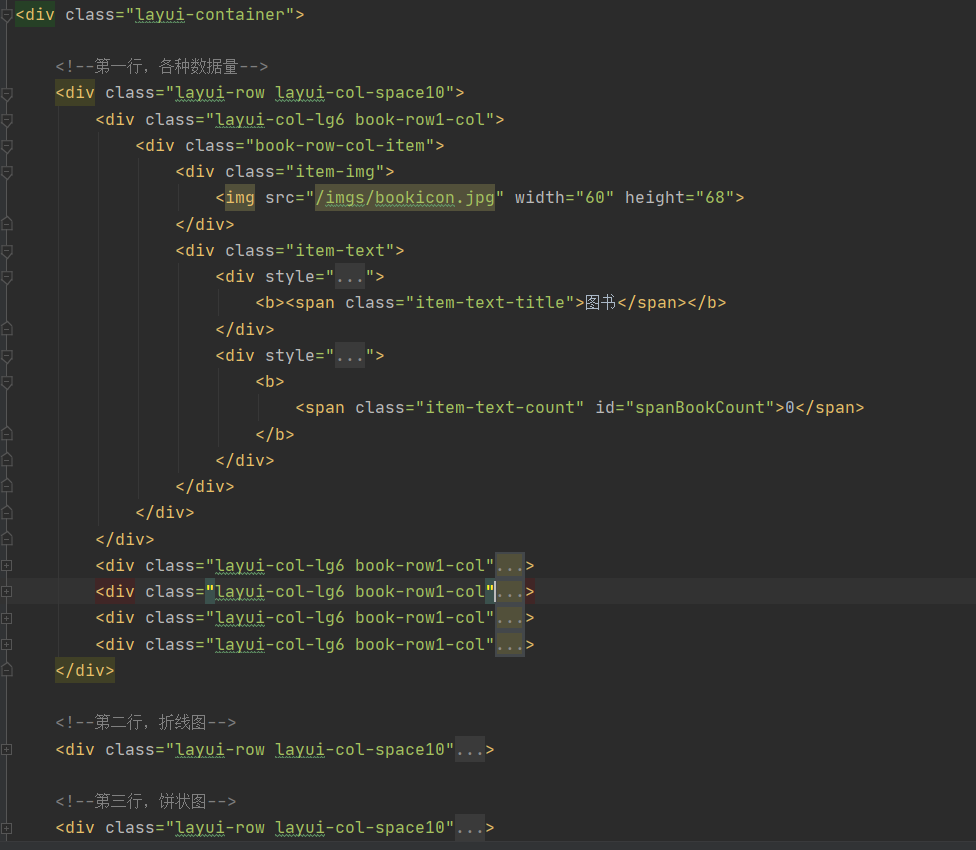 <div class="layui-container">
<!--第一行，各种数据量-->
<div class="layui-row layui-col-space10">
<div class="layui-col-lg6 book-row1-col">
<div class="book-row-col-item">
<div class="item-img">
<img src="/imgs/bookicon.jpg" width="60" height="68">
</div>
<div class="item-text">
<div style="...">
<b><span class="item-text-title">图书</span></b>
</div>
<div style="...">
<b>
<span class="item-text-count" id="spanBookCount">0</span>
</b>
</div>
</div>
</div>
</div>
<div class="layui-col-lg6 book-row1-col"...>
<div class="layui-col-lg6 book-row1-col"...>
<div class="layui-col-lg6 book-row1-col"...>
<div class="layui-col-lg6 book-row1-col"...>
</div>
<!--第二行，折线图-->
<div class="layui-row layui-col-space10"...>
<!--第三行，饼状图-->
<div class="layui-row layui-col-space10"...>